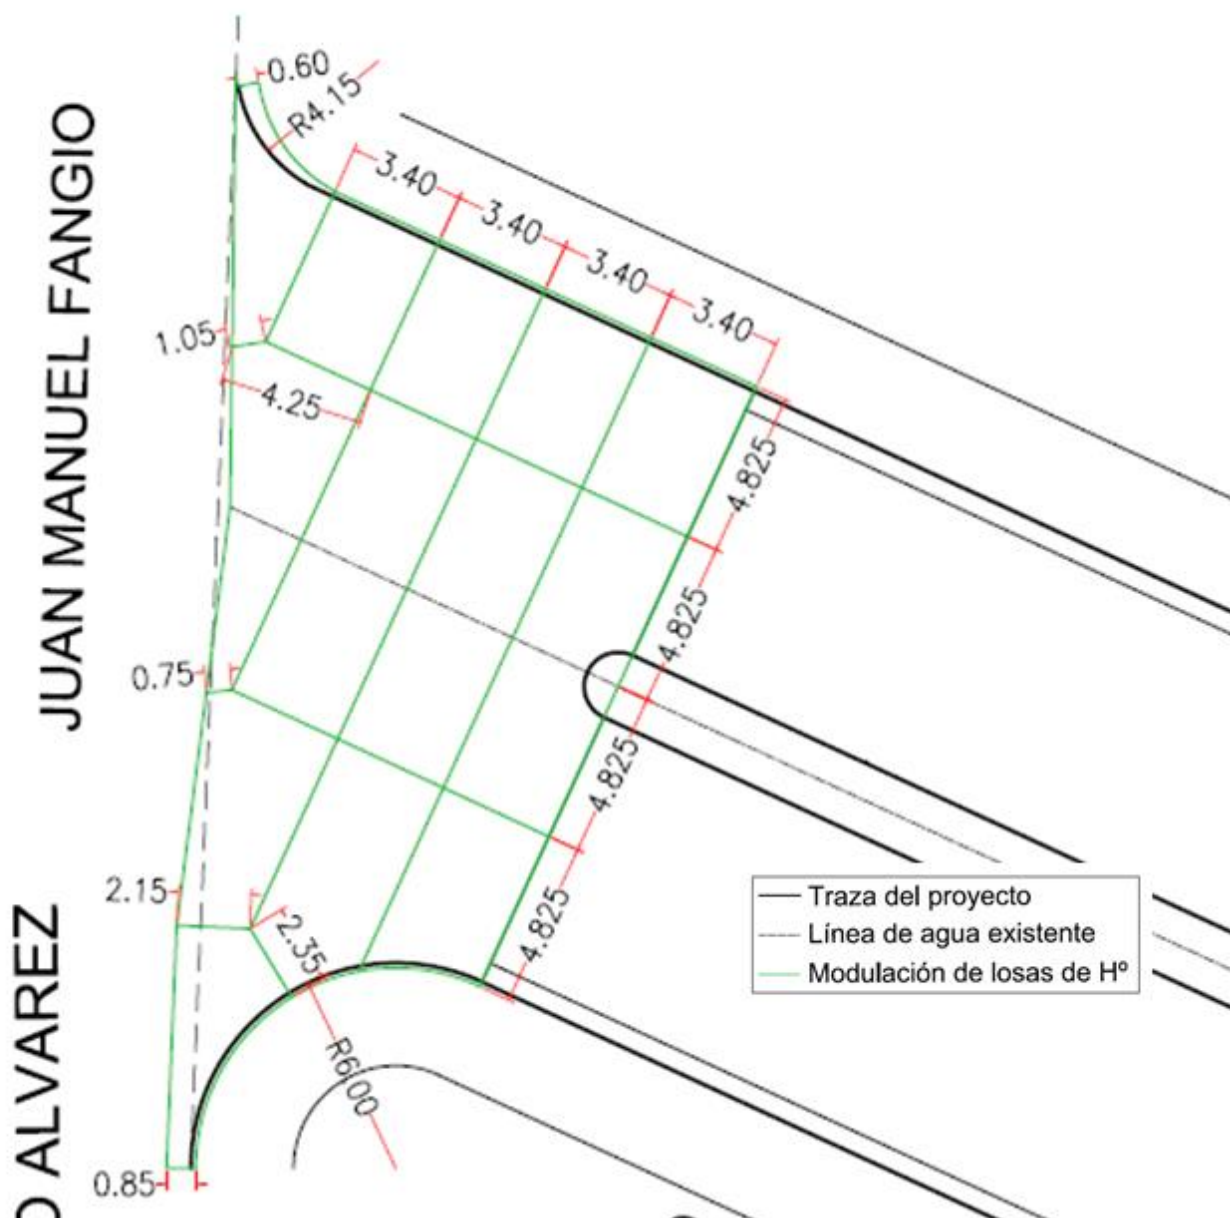 0.60
R4.15
3.40
3.40
3.40
3.40
JUAN MANUEL FANGIO
1.05
4.25
4.825
4.825
0.75
4.825
2.15
4.825
2.35
Traza del proyecto
Línea de agua existente
Modulación de losas de Hº
O ALVAREZ
R6.00
0.85